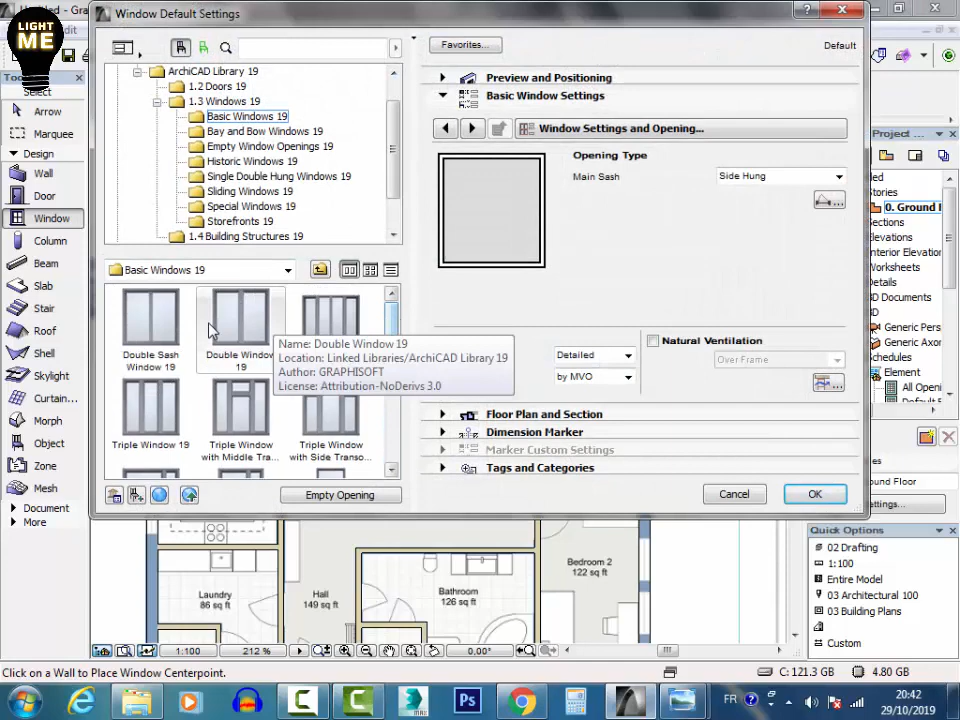 Untitled - Gr
LIGHT
ME
Window Default Settings
Favorites...
Default
ArchiCAD Library 19
1.2 Doors 19
1.3 Windows 19
Basic Windows 19
Bay and Bow Windows 19
Empty Window Openings 19
Historic Windows 19
Single Double Hung Windows 19
Sliding Windows 19
Special Windows 19
Storefronts 19
1.4 Building Structures 19
Preview and Positioning
Basic Window Settings
Window Settings and Opening...
Opening Type
Main Sash
Side Hung
Basic Windows 19
Double Sash
Window 19
Double Window
19
Name: Double Window 19
Location: Linked Libraries/ArchiCAD Library 19
Author: GRAPHISOFT
License: Attribution-NoDerivs 3.0
Triple Window 19
Triple Window
with Middle Tra...
Triple Window
with Side Transo...
Empty Opening
Detailed
by MVO
Natural Ventilation
Over Frame
Floor Plan and Section
Dimension Marker
Marker Custom Settings
Tags and Categories
Cancel
OK
Select
Arrow
Marquee
Design
Wall
Door
Window
Column
Beam
Slab
Stair
Roof
Shell
Skylight
Curtain...
Morph
Object
Zone
Mesh
Document
More
Project ...
Stories
0. Ground
Sections
Elevations
Interior Elevation
Worksheets
3D Documents
Generic Pers
Generic Axon
Element
All Openi
ound Floor
ettings...
Quick Options
02 Drafting
1:100
Entire Model
03 Architectural 100
03 Building Plans
Custom
Laundry
86 sq ft
Hall
149 sq ft
Bathroom
126 sq ft
Bedroom 2
122 sq ft
1:100
212 %
0.00°
Click on a Wall to Place Window Centerpoint.
C: 121.3 GB
4.80 GB
FR
20:42
29/10/2019